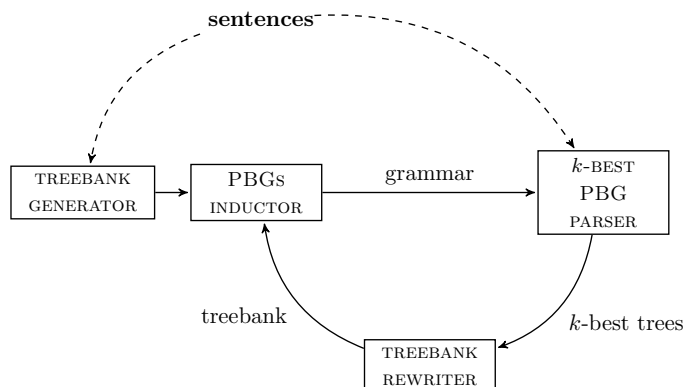 sentences
TREEBANK
GENERATOR
PBGs
INDUCTOR
grammar
k-BEST
PBG
PARSER
treebank
k-best trees
TREEBANK
REWRITER